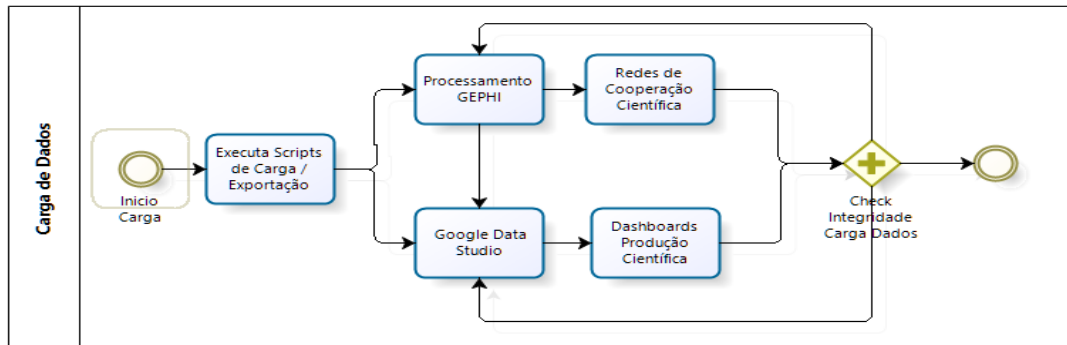 Carga de Dados
Inicio
Carga
Executa Scripts
de Carga /
Exportação
Processamento
GEPHI
Redes de
Cooperação
Científica
Google Data
Studio
Dashboards
Produção
Científica
Check
Integridade
Carga Dados